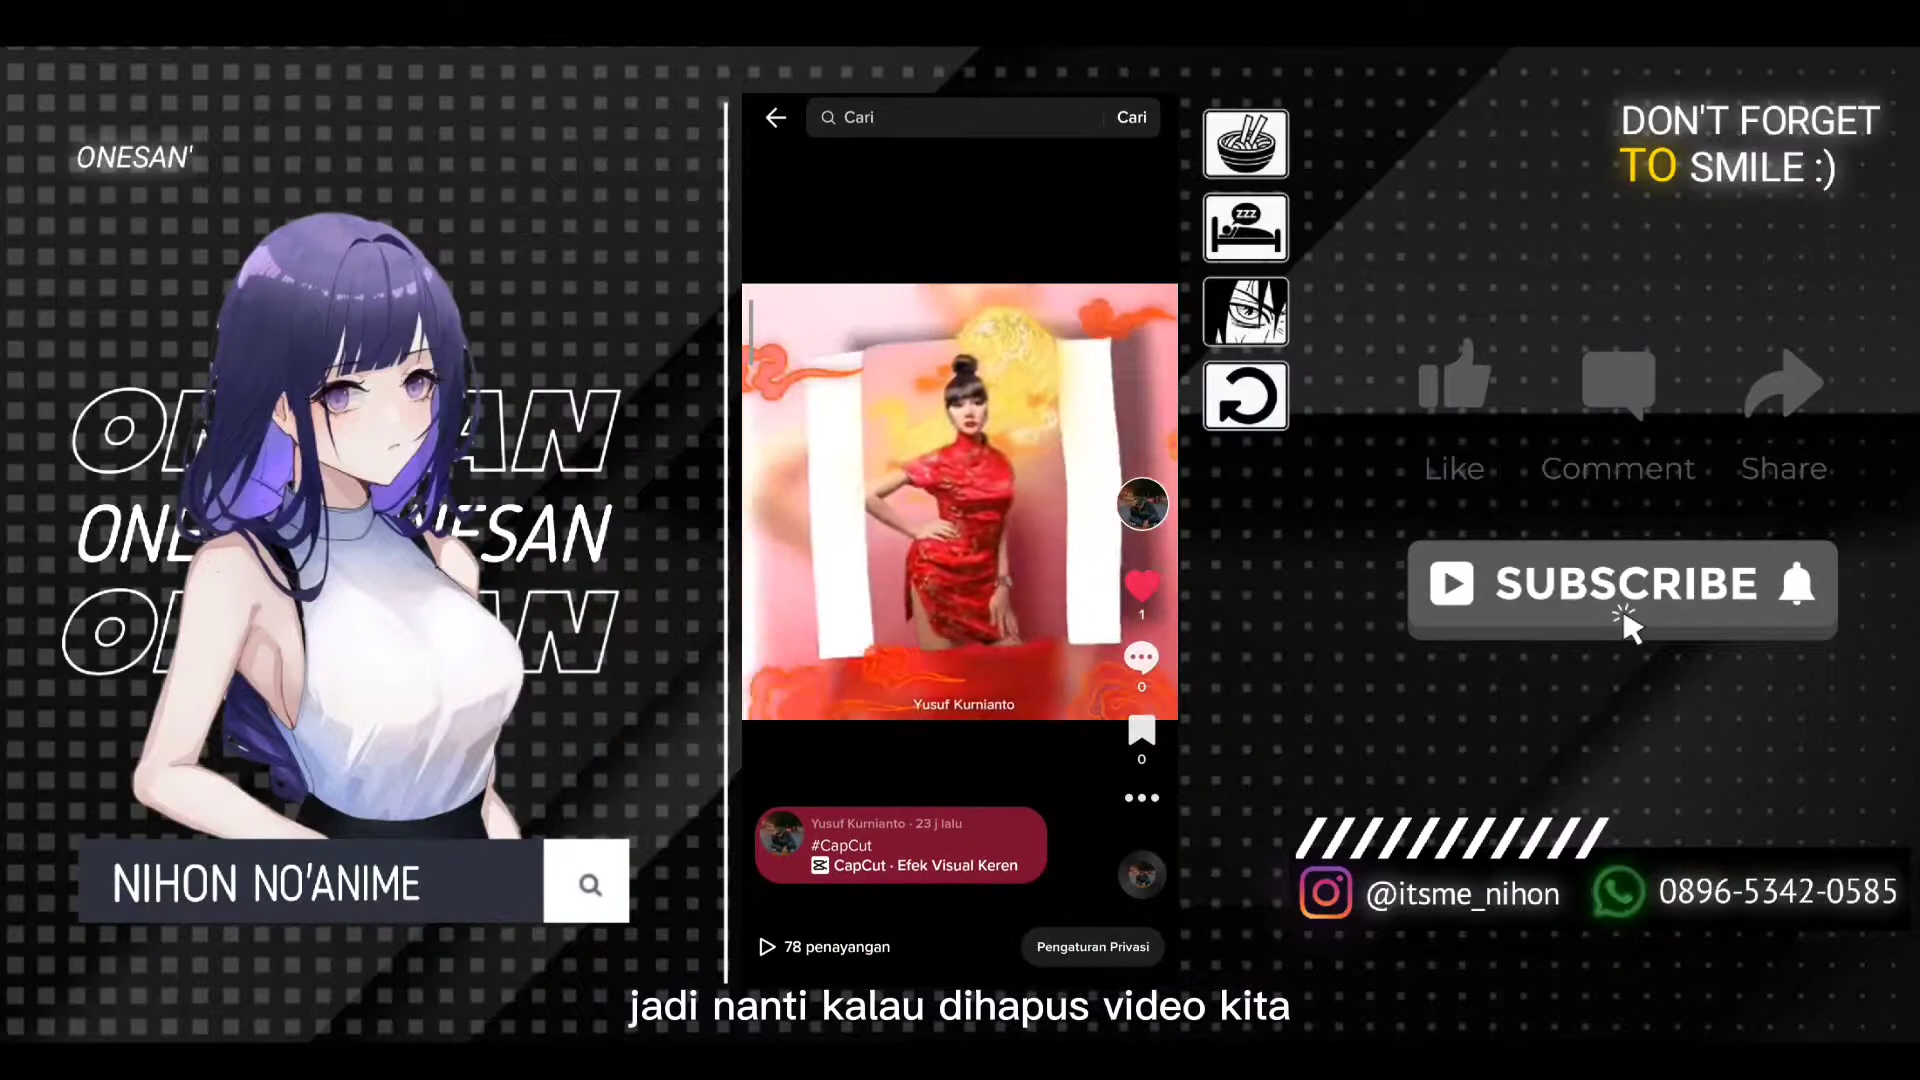 ONESAN'
ONESAN
NIHON NO'ANIME
Cari
Cari
Yusuf Kurnianto
1
0
0
Yusuf Kurnianto · 23 j lalu
#CapCut
CapCut · Efek Visual Keren
78 penayangan
Pengaturan Privasi
zzz
DON'T FORGET
TO SMILE :)
Like Comment Share
SUBSCRIBE
@itsme_nihon
0896-5342-0585
jadi nanti kalau dihapus video kita